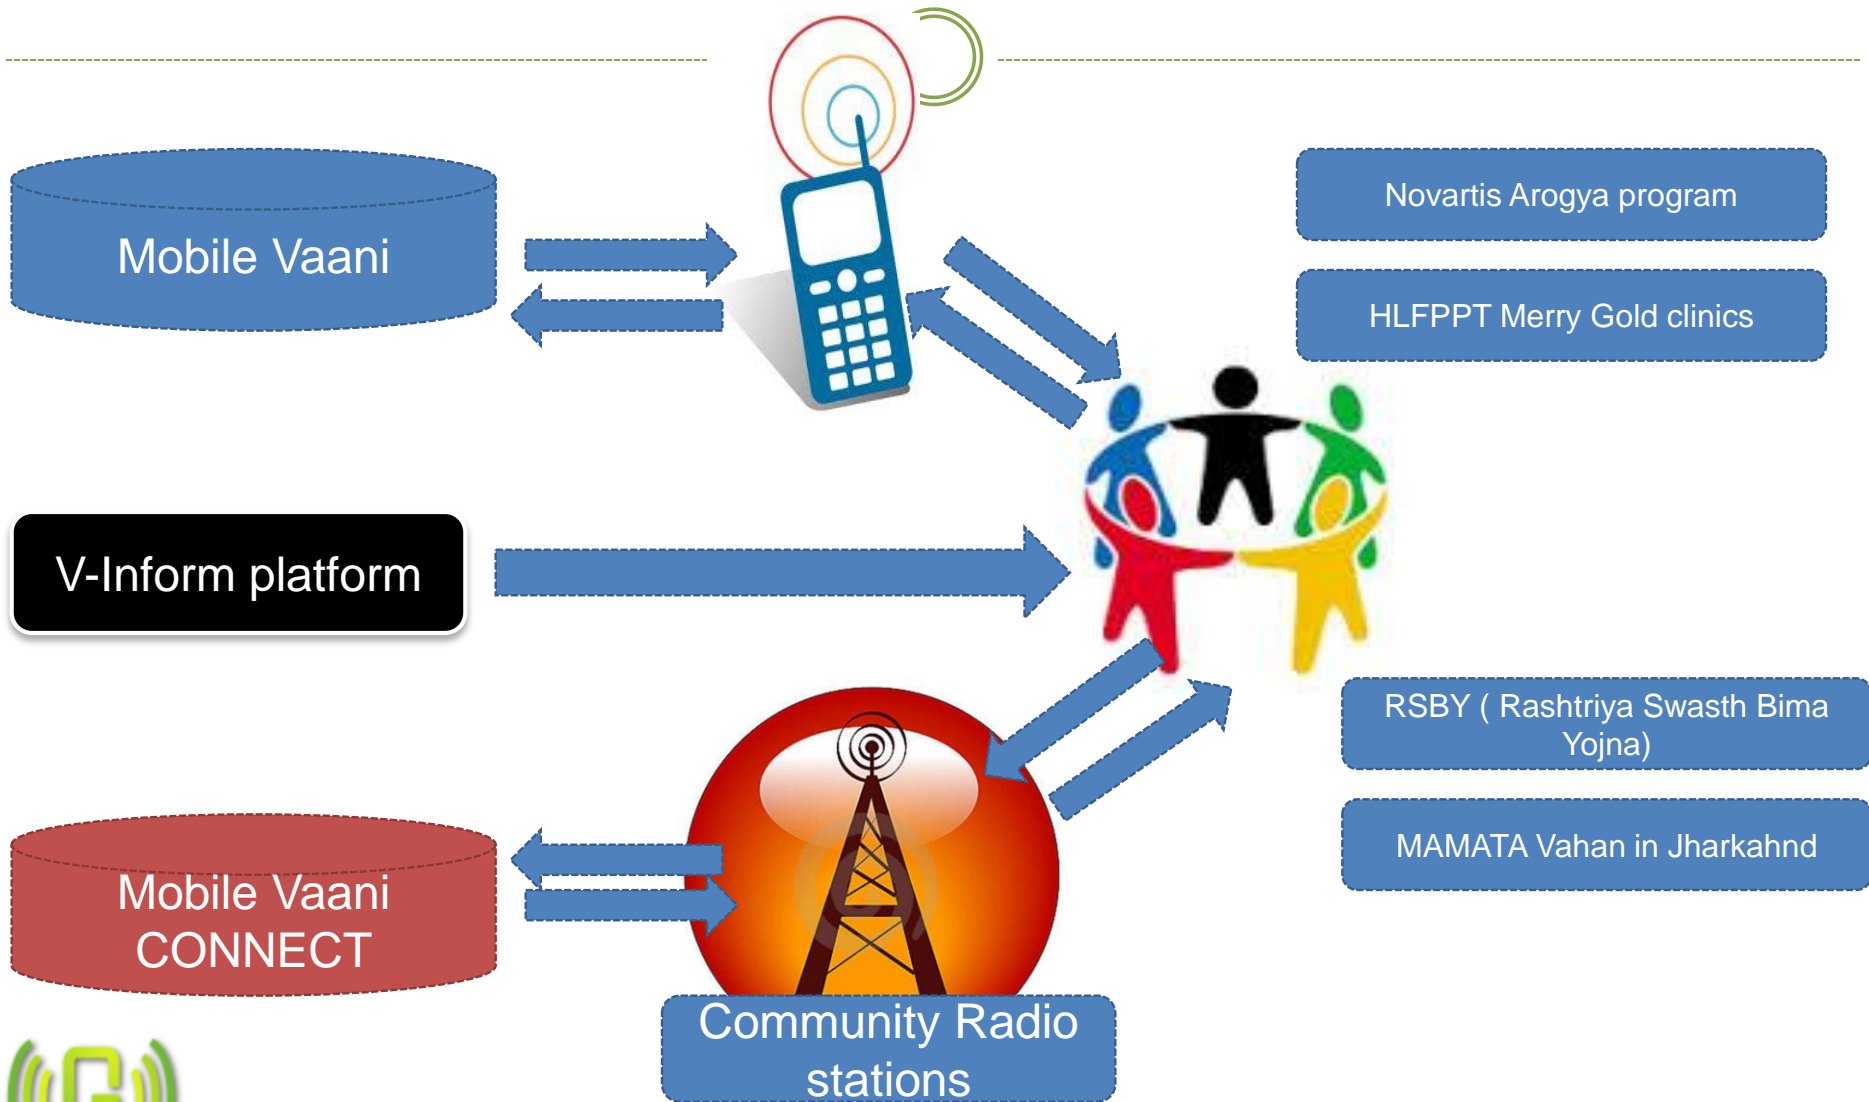 Mobile Vaani
Novartis Arogya program
HLFPPT Merry Gold clinics
V-Inform platform
RSBY ( Rashtriya Swasth Bima
Yojna)
MAMATA Vahan in Jharkahnd
Mobile Vaani
CONNECT
Community Radio
stations